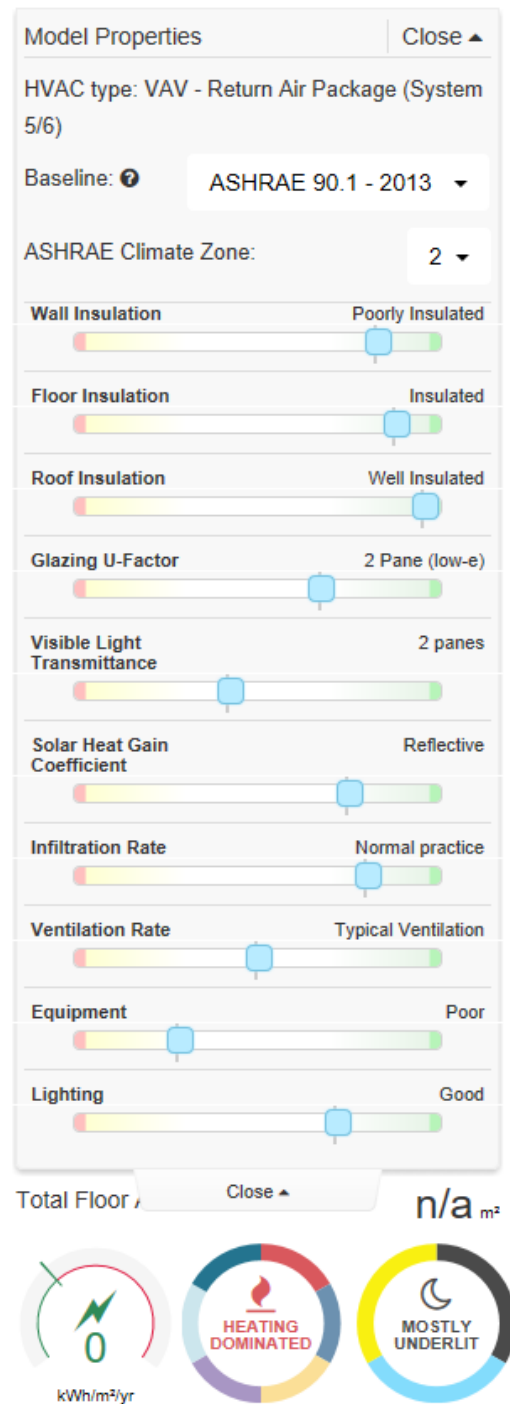 Model Properties Close
HVAC type: VAV - Return Air Package (System
5/6)
Baseline: ASHRAE 90.1 - 2013
ASHRAE Climate Zone: 2
Wall Insulation Poorly Insulated
Floor Insulation Insulated
Roof Insulation Well Insulated
Glazing U-Factor 2 Pane (low-e)
Visible Light 2 panes
Transmittance
Solar Heat Gain Reflective
Coefficient
Infiltration Rate Normal practice
Ventilation Rate Typical Ventilation
Equipment Poor
Lighting Good
Close
Total Floor n/a m²
0
kWh/m²/yr
HEATING
DOMINATED
MOSTLY
UNDERLIT